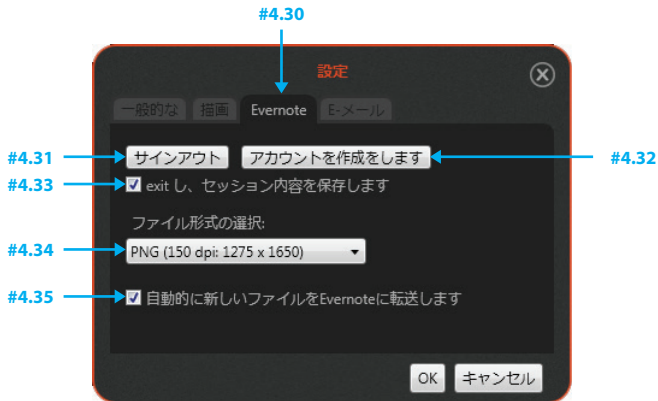 #4.30
設定
一般的な 描画 Evernote E-メール
#4.31 サインアウト アカウントを作成をします #4.32
#4.33 exit し、セッション内容を保存します
ファイル形式の選択:
#4.34 PNG (150 dpi: 1275 x 1650)
#4.35 自動的に新しいファイルをEvernoteに転送します
OK キャンセル